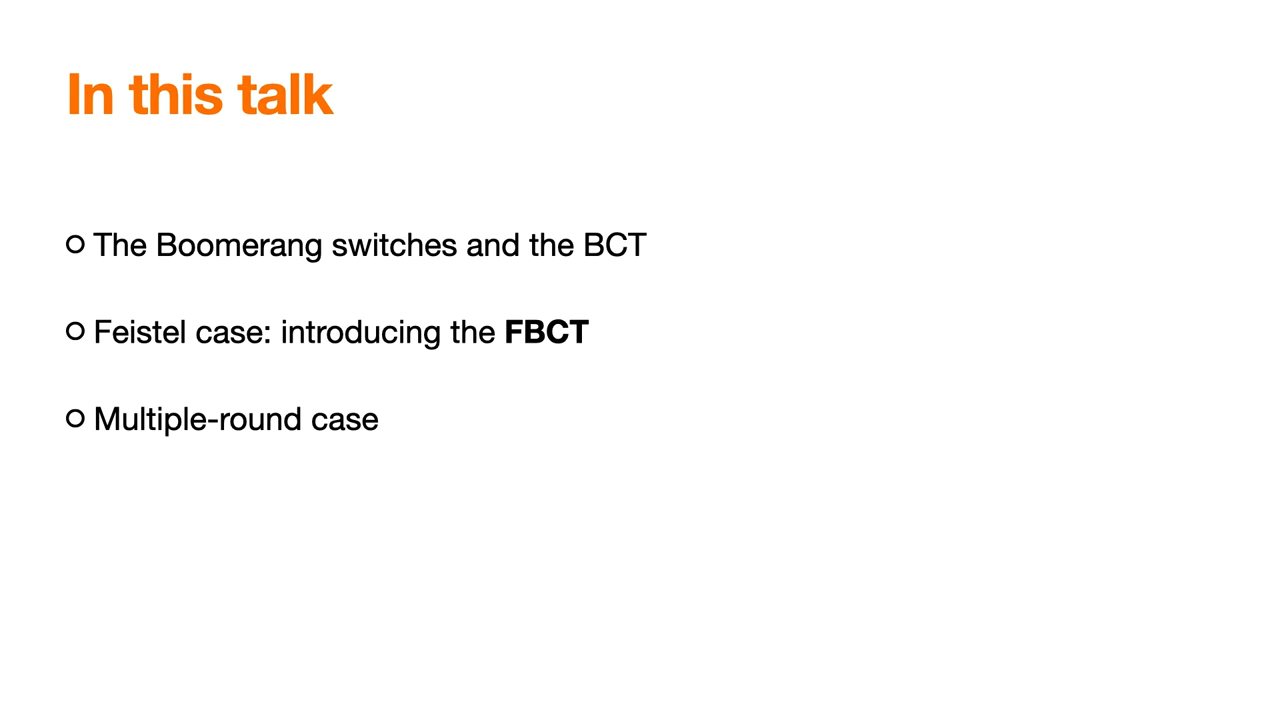 In this talk
The Boomerang switches and the BCT
Feistel case: introducing the FBCT
Multiple-round case